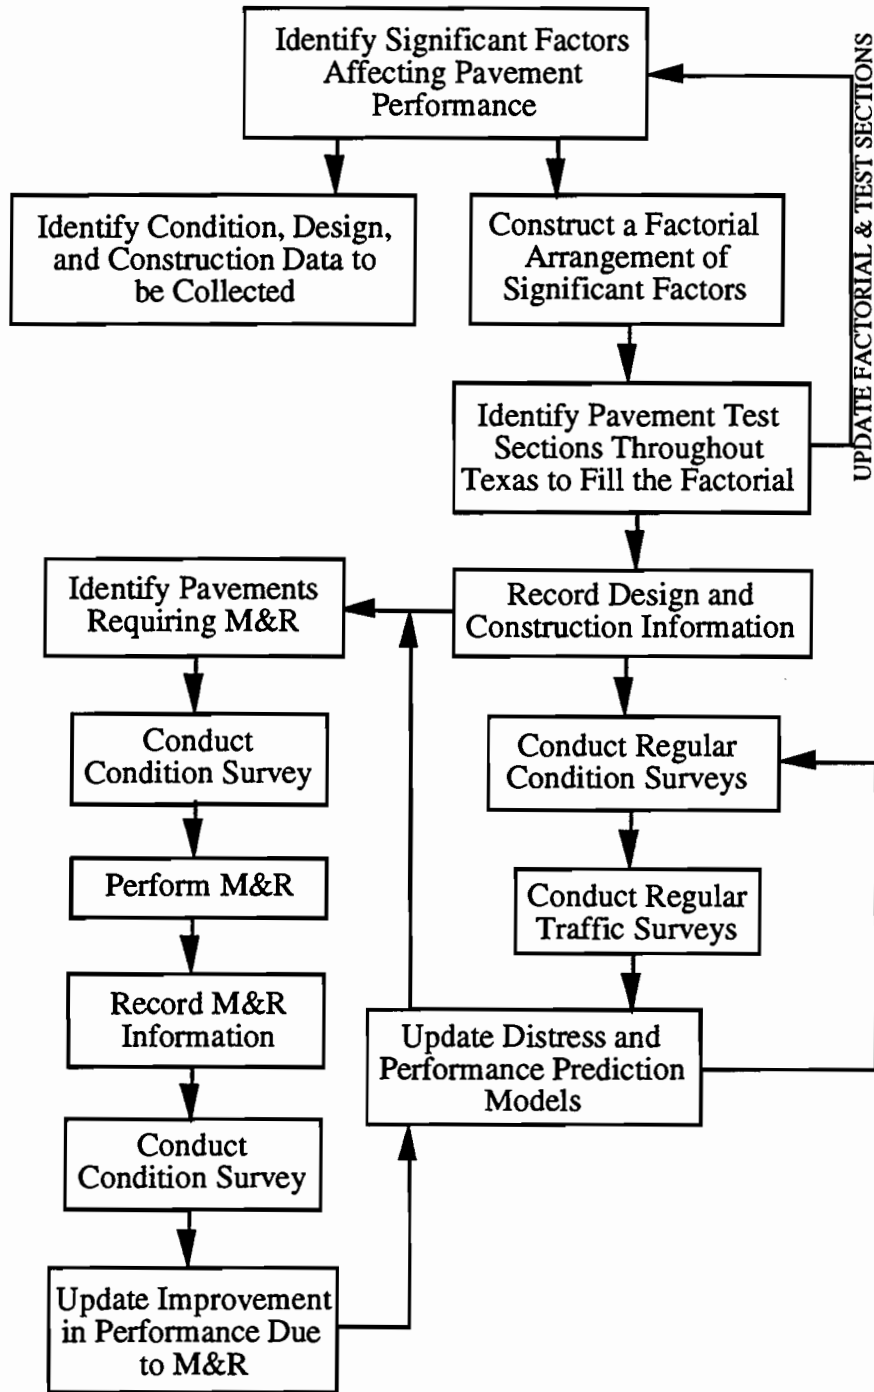 Identify Significant Factors
Affecting Pavement
Performance
UPDATE FACTORIAL & TEST SECTIONS
Identify Condition, Design,
and Construction Data to
be Collected
Construct a Factorial
Arrangement of
Significant Factors
Identify Pavement Test
Sections Throughout
Texas to Fill the Factorial
Identify Pavements
Requiring M&R
Record Design and
Construction Information
Conduct
Condition Survey
Conduct Regular
Condition Surveys
Perform M&R
Conduct Regular
Traffic Surveys
Record M&R
Information
Update Distress and
Performance Prediction
Models
Conduct
Condition Survey
Update Improvement
in Performance Due
to M&R